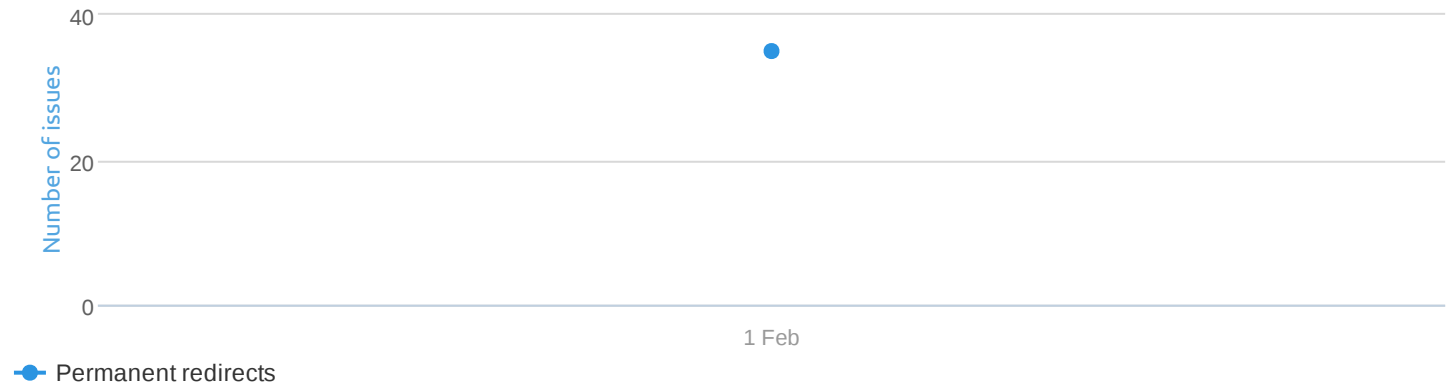 40
Number of issues
20
0
1 Feb
Permanent redirects